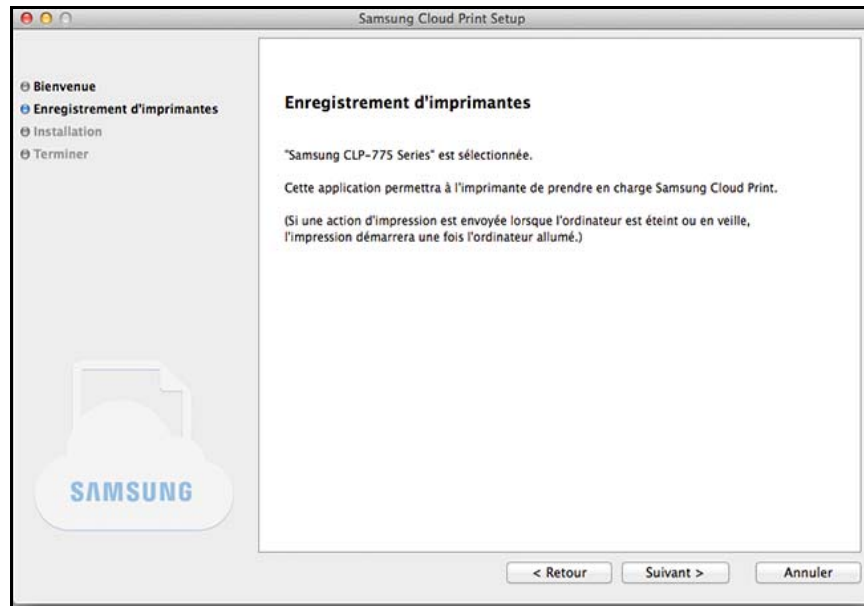 Samsung Cloud Print Setup
Bienvenue
Enregistrement d'imprimantes
Installation
Terminer
SAMSUNG
Enregistrement d'imprimantes
"Samsung CLP-775 Series" est sélectionnée.
Cette application permettra à l'imprimante de prendre en charge Samsung Cloud Print.
(Si une action d'impression est envoyée lorsque l'ordinateur est éteint ou en veille,
l'impression démarrera une fois l'ordinateur allumé.)
< Retour
Suivant >
Annuler